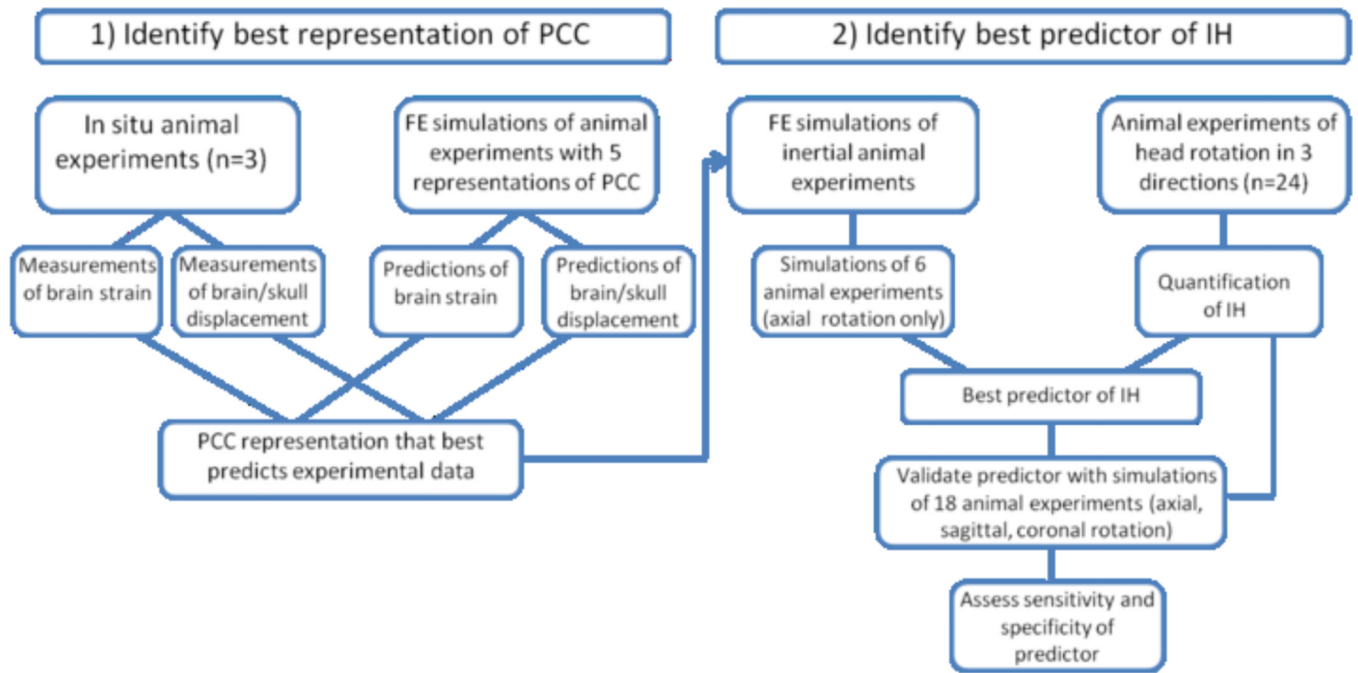 1) Identify best representation of PCC
2) Identify best predictor of IH
In situ animal
experiments (n=3)
FE simulations of animal
experiments with 5
representations of PCC
FE simulations of
inertial animal
experiments
Animal experiments of
head rotation in 3
directions (n=24)
Measurements
of brain strain
Measurements
of brain/skull
displacement
Predictions of
brain strain
Predictions of
brain/skull
displacement
Simulations of 6
animal experiments
(axial rotation only)
Quantification
of IH
Best predictor of IH
PCC representation that best
predicts experimental data
Validate predictor with simulations
of 18 animal experiments (axial,
sagittal, coronal rotation)
Assess sensitivity and
specificity of
predictor